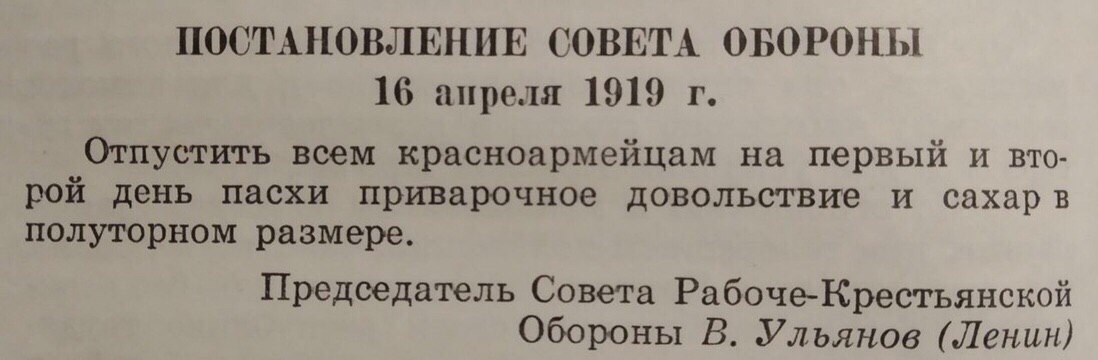 ПОСТАНОВЛЕНИЕ СОВЕТА ОБОРОНЫ
16 апреля 1919 г.
Отпустить всем красноармейцам на первый и вто-
рой день пасхи приварочное довольствие и сахар в
полуторном размере.
Председатель Совета Рабоче-Крестьянской
Обороны В. Ульянов (Ленин)